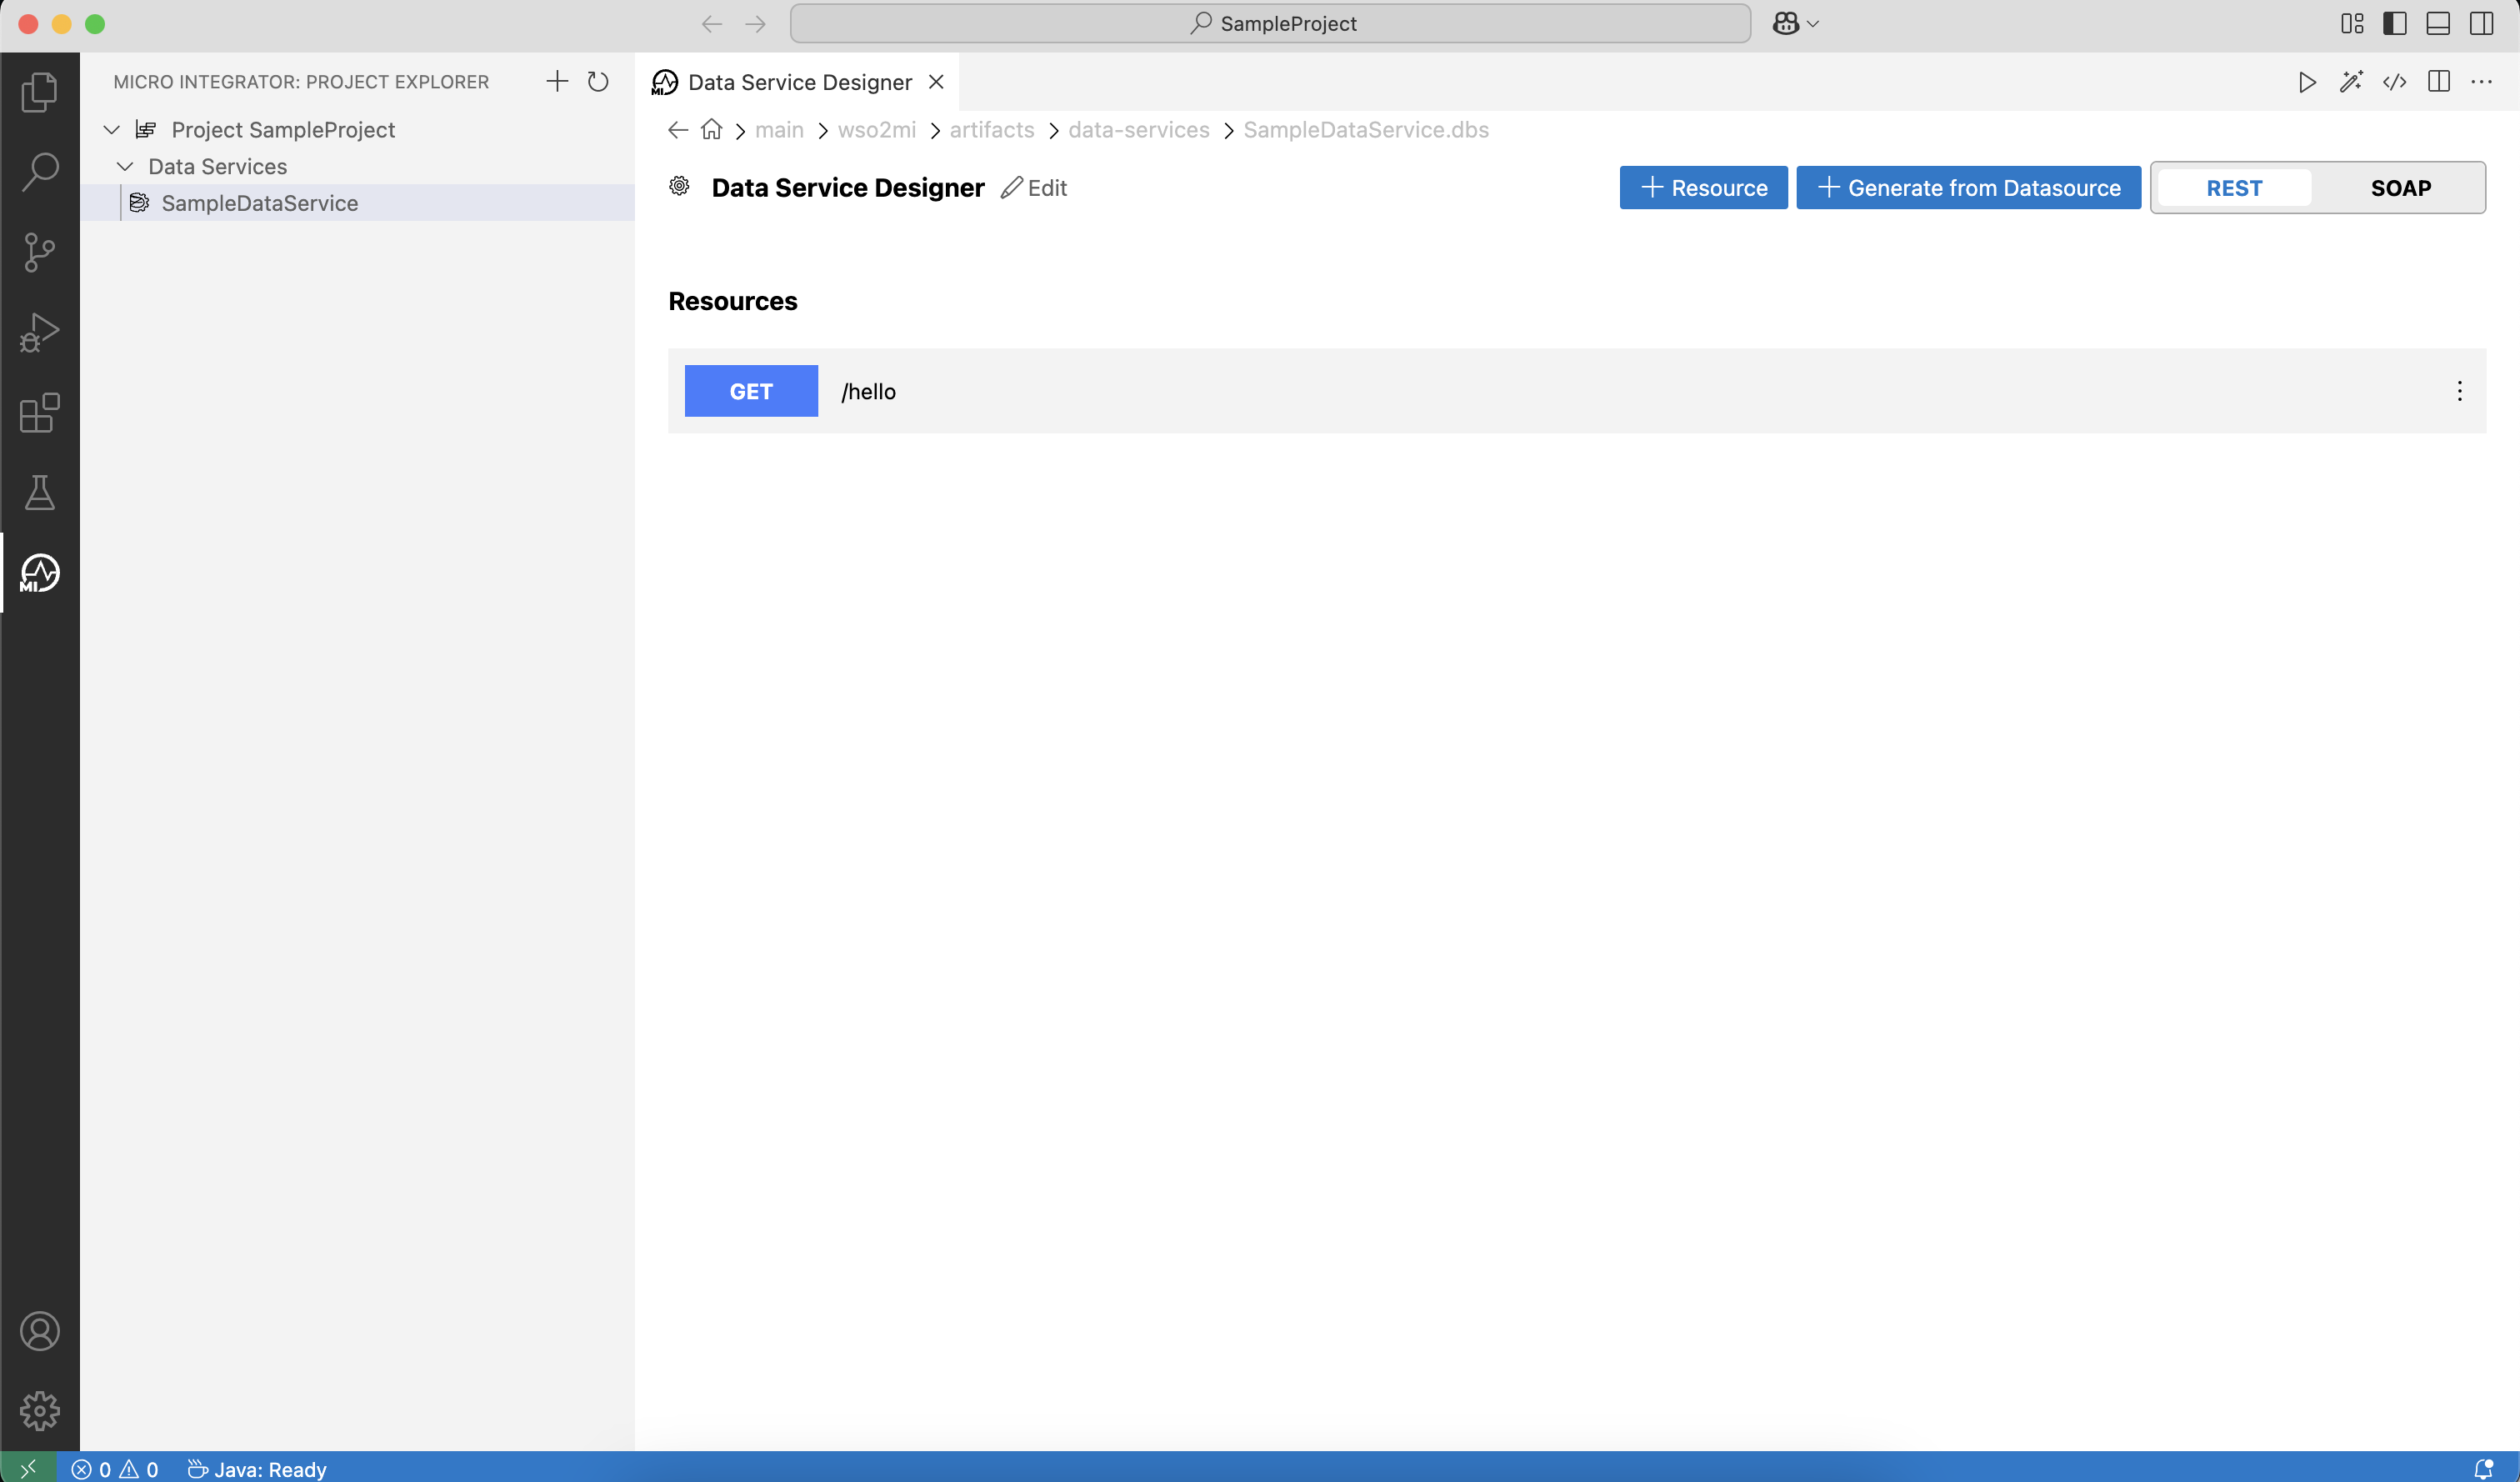 SampleProject
MICRO INTEGRATOR: PROJECT EXPLORER
Project SampleProject
Data Services
SampleDataService
MI
Data Service Designer
main
wso2mi
artifacts
data-services
SampleDataService.dbs
Data Service Designer
Edit
Resource
Generate from Datasource
REST
SOAP
Resources
GET
/hello
MI
0
0
Java: Ready